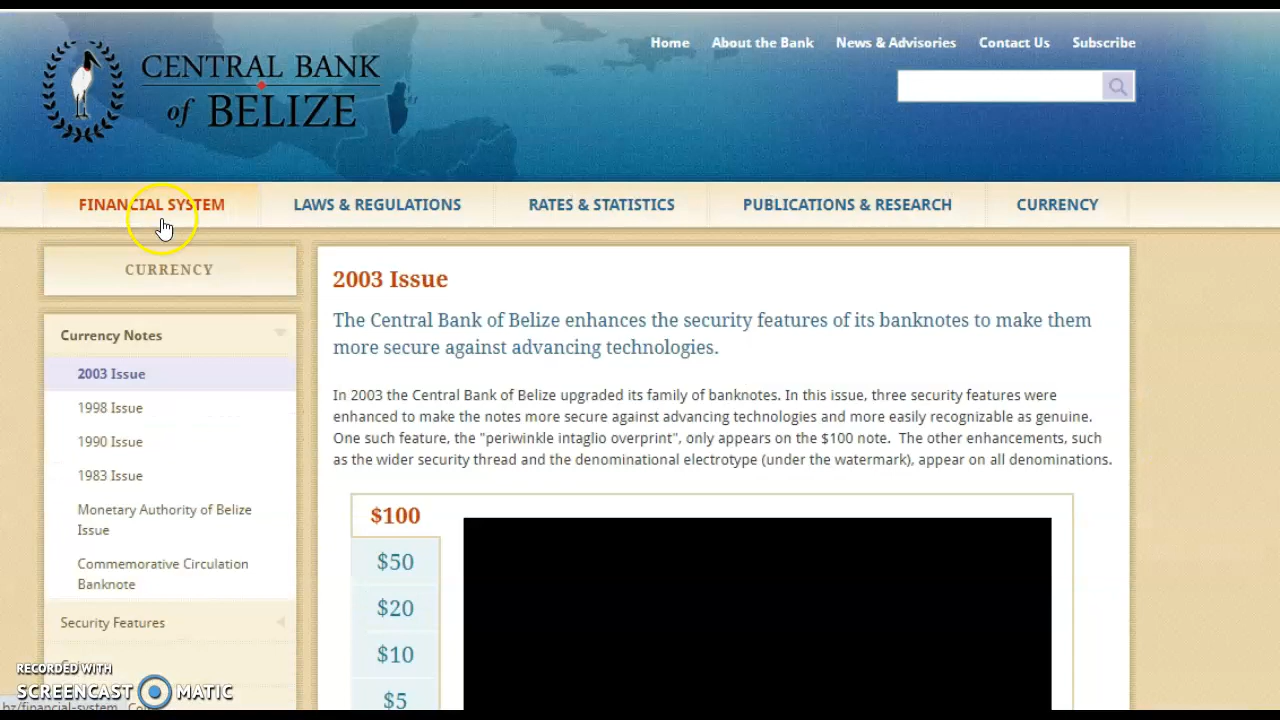 Home About the Bank News & Advisories Contact Us Subscribe
CENTRAL BANK
of BELIZE
FINANCIAL SYSTEM LAWS & REGULATIONS RATES & STATISTICS PUBLICATIONS & RESEARCH CURRENCY
CURRENCY
Currency Notes
2003 Issue
1998 Issue
1990 Issue
1983 Issue
Monetary Authority of Belize
Issue
Commemorative Circulation
Banknote
Security Features
2003 Issue
The Central Bank of Belize enhances the security features of its banknotes to make them
more secure against advancing technologies.
In 2003 the Central Bank of Belize upgraded its family of banknotes. In this issue, three security features were
enhanced to make the notes more secure against advancing technologies and more easily recognizable as genuine.
One such feature, the "periwinkle intaglio overprint", only appears on the $100 note. The other enhancements, such
as the wider security thread and the denominational electrotype (under the watermark), appear on all denominations.
$100
$50
$20
$10
$5
RECORDED WITH
SCREENCAST MATIC
bz/financial-system